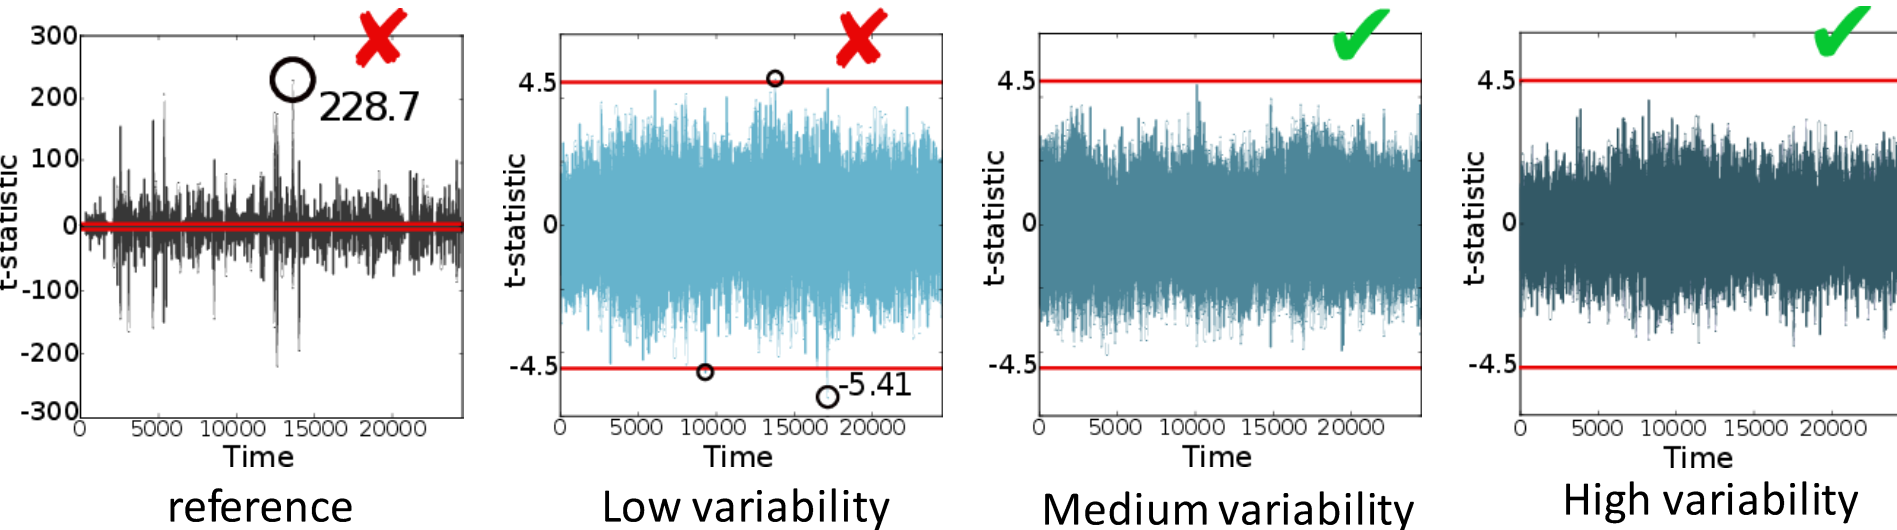 300
200
100
0
-100
-200
-300
t-statistic
228.7
0 5000 10000 15000 20000
Time
reference
4.5
0
-4.5
t-statistic
-5.41
0 5000 10000 15000 20000
Time
Low variability
4.5
0
-4.5
t-statistic
0 5000 10000 15000 20000
Time
Medium variability
4.5
0
-4.5
t-statistic
0 5000 10000 15000 20000
Time
High variability